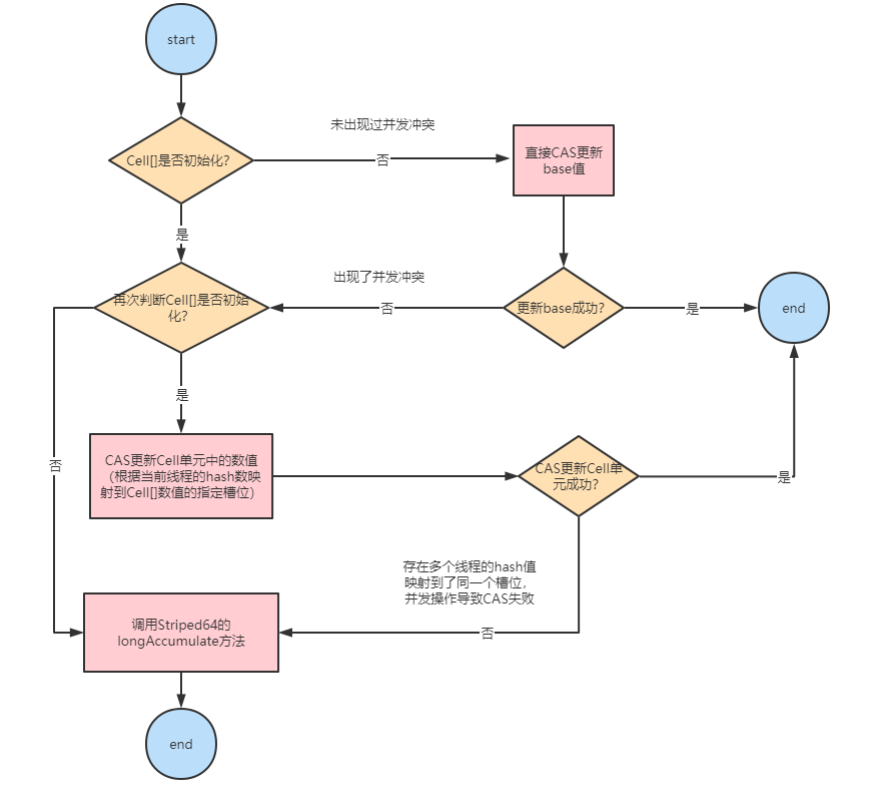 start
未出现过并发冲突
Cell[]是否初始化?
否
直接CAS更新
base值
是
出现了并发冲突
再次判断Cell[]是否初始
化?
否
更新base成功?
是
end
是
CAS更新Cell单元中的数值
（根据当前线程的hash数映
射到Cell[]数值的指定槽位）
CAS更新Cell单
元成功?
是
否
存在多个线程的hash值
映射到了同一个槽位，
并发操作导致CAS失败
调用Striped64的
longAccumulate方法
否
end